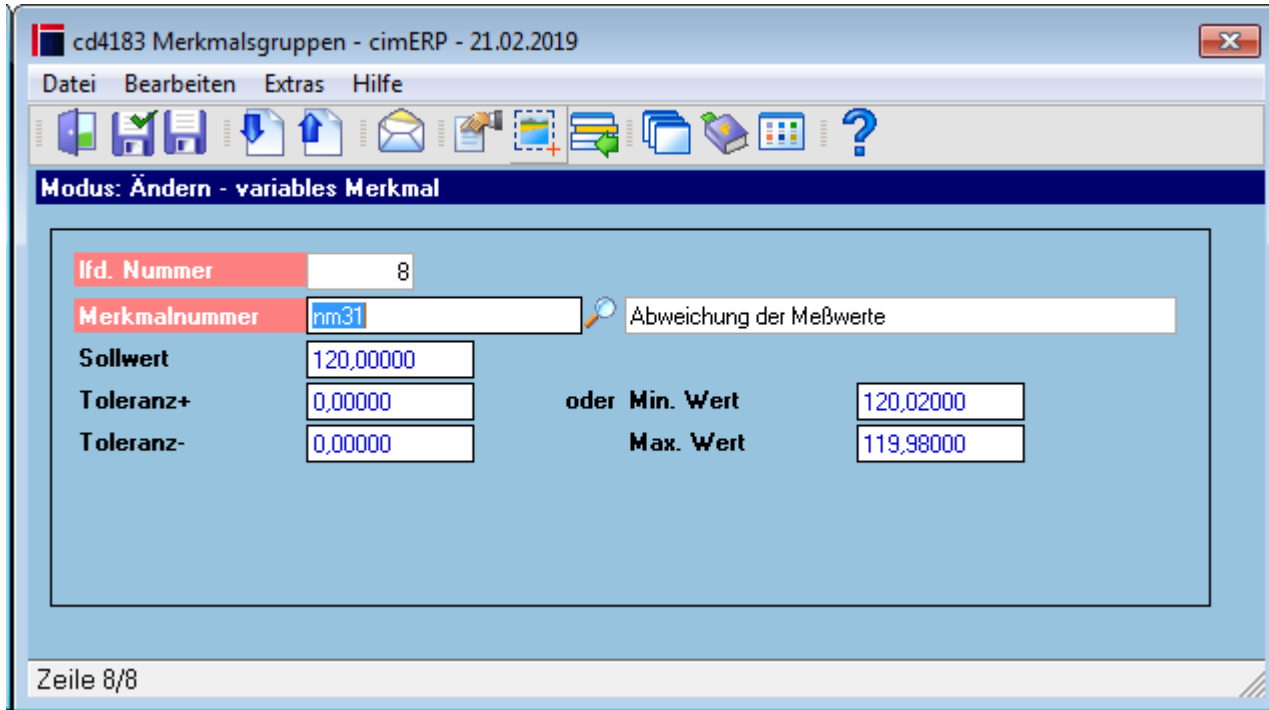 cd4183 Merkmalsgruppen - cimERP - 21.02.2019
Datei Bearbeiten Extras Hilfe
Modus: Ändern - variables Merkmal
lfd. Nummer 8
Merkmalnummer nm31 Abweichung der Meßwerte
Sollwert 120,00000
Toleranz+ 0,00000 oder Min. Wert 120,02000
Toleranz- 0,00000 Max. Wert 119,98000
Zeile 8/8